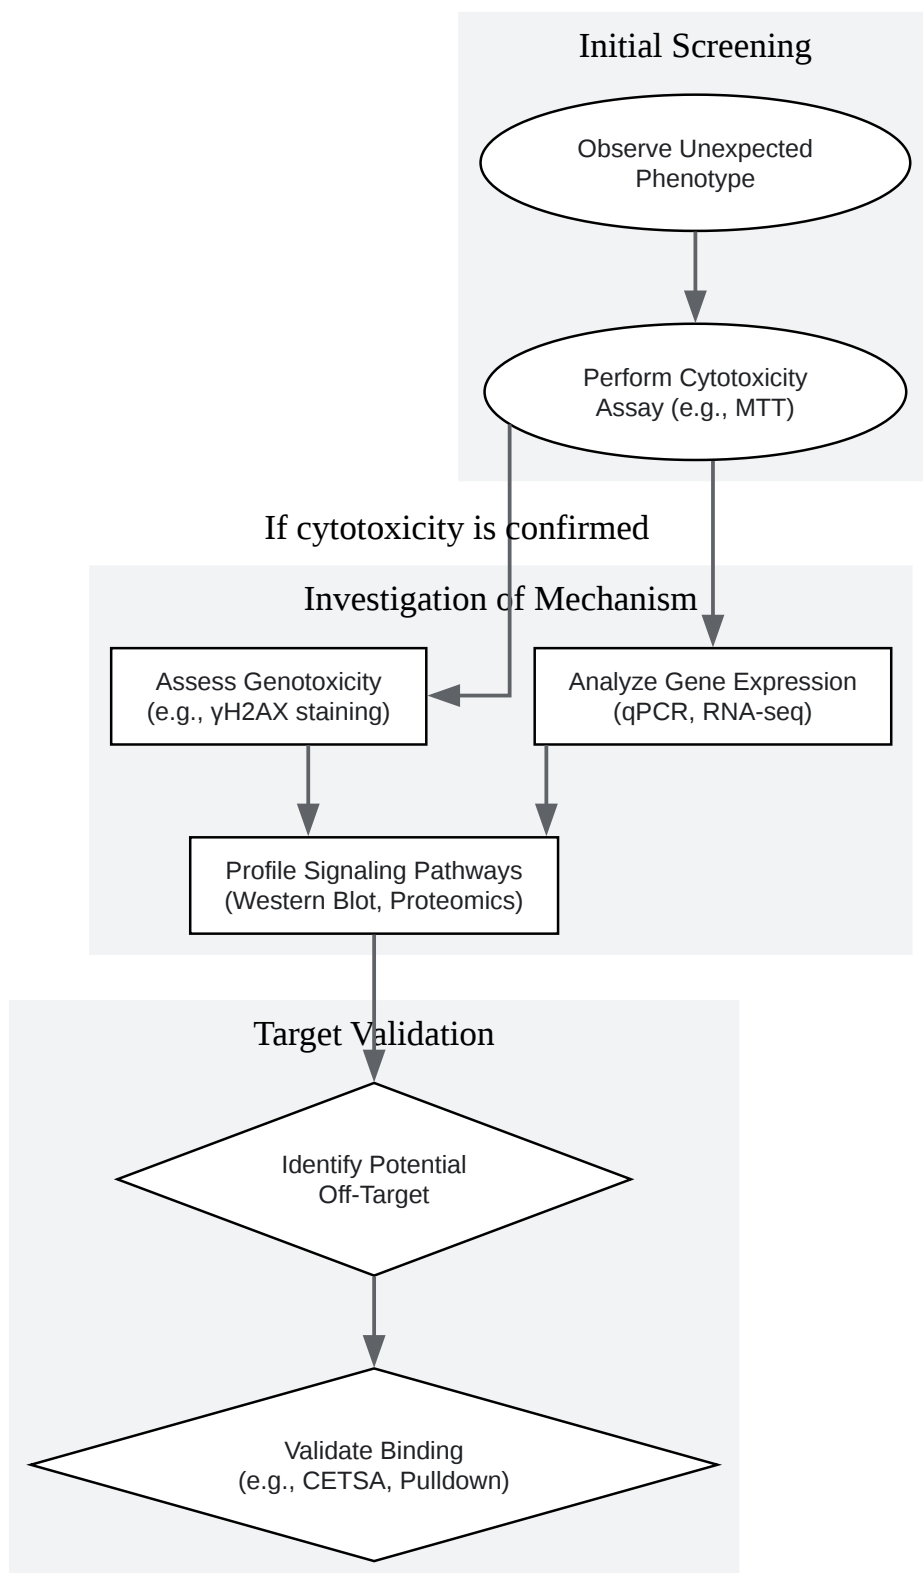 Initial Screening
Observe Unexpected
Phenotype
Perform Cytotoxicity
Assay (e.g., MTT)
If cytotoxicity is confirmed
Investigation of Mechanism
Assess Genotoxicity
(e.g., γH2AX staining)
Analyze Gene Expression
(qPCR, RNA-seq)
Profile Signaling Pathways
(Western Blot, Proteomics)
Target Validation
Identify Potential
Off-Target
Validate Binding
(e.g., CETSA, Pulldown)